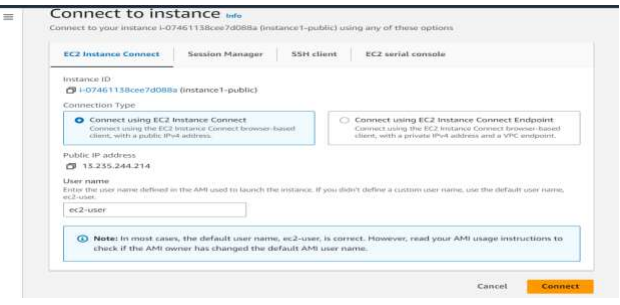 Connect to instance Info
Connect to your instance i-07461138cee7d088a (instance1-public) using any of these options
EC2 Instance Connect Session Manager SSH client EC2 serial console
Instance ID
i-07461138cee7d088a (instance1-public)
Connection Type
Connect using EC2 Instance Connect
Connect using the EC2 Instance Connect browser-based
client, with a public IPv4 address.
Connect using EC2 Instance Connect Endpoint
Connect using the EC2 Instance Connect browser-based
client, with a private IPv4 address and a VPC endpoint.
Public IP address
13.235.244.214
User name
Enter the user name defined in the AMI used to launch the instance. If you didn't define a custom user name, use the default user name,
ec2-user.
ec2-user
Note: In most cases, the default user name, ec2-user, is correct. However, read your AMI usage instructions to
check if the AMI owner has changed the default AMI user name.
Cancel Connect